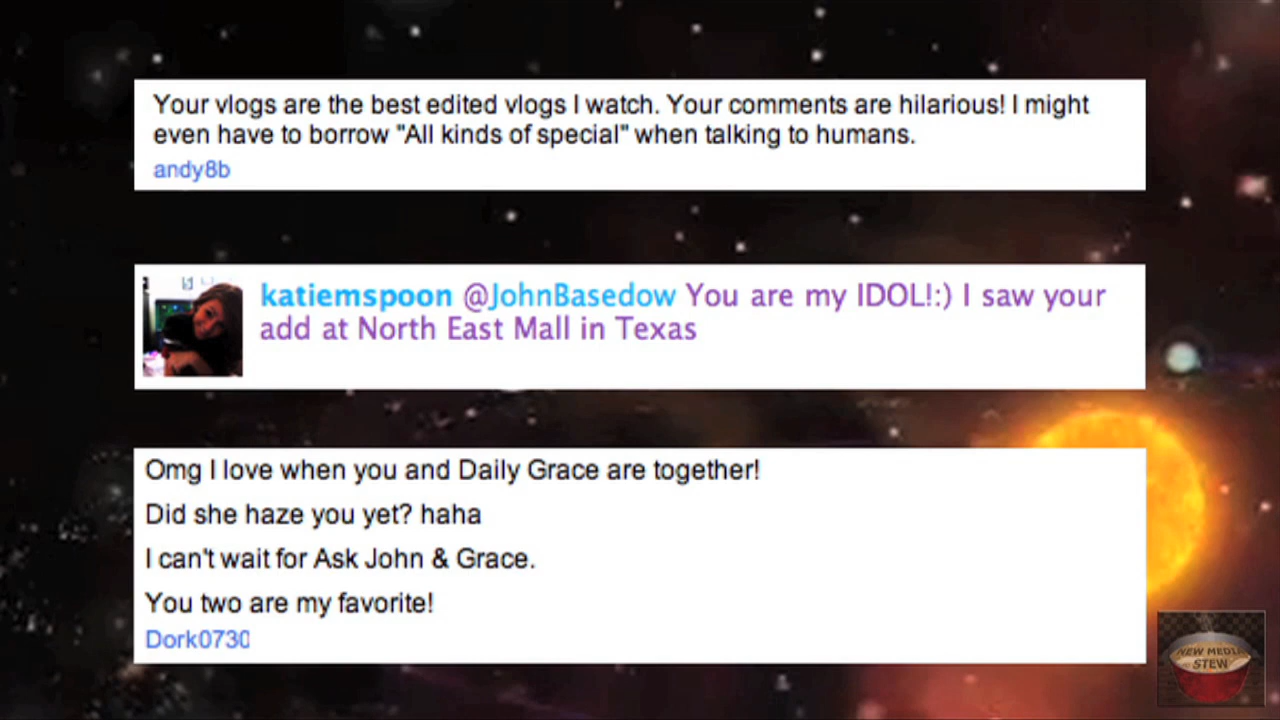 Your vlogs are the best edited vlogs I watch. Your comments are hilarious! I might
even have to borrow "All kinds of special" when talking to humans.
andy8b
katiemspoon @JohnBasedow You are my IDOL!:) I saw your
add at North East Mall in Texas
Omg I love when you and Daily Grace are together!
Did she haze you yet? haha
I can't wait for Ask John & Grace.
You two are my favorite!
Dork0730
NEW MEDIA
STEW